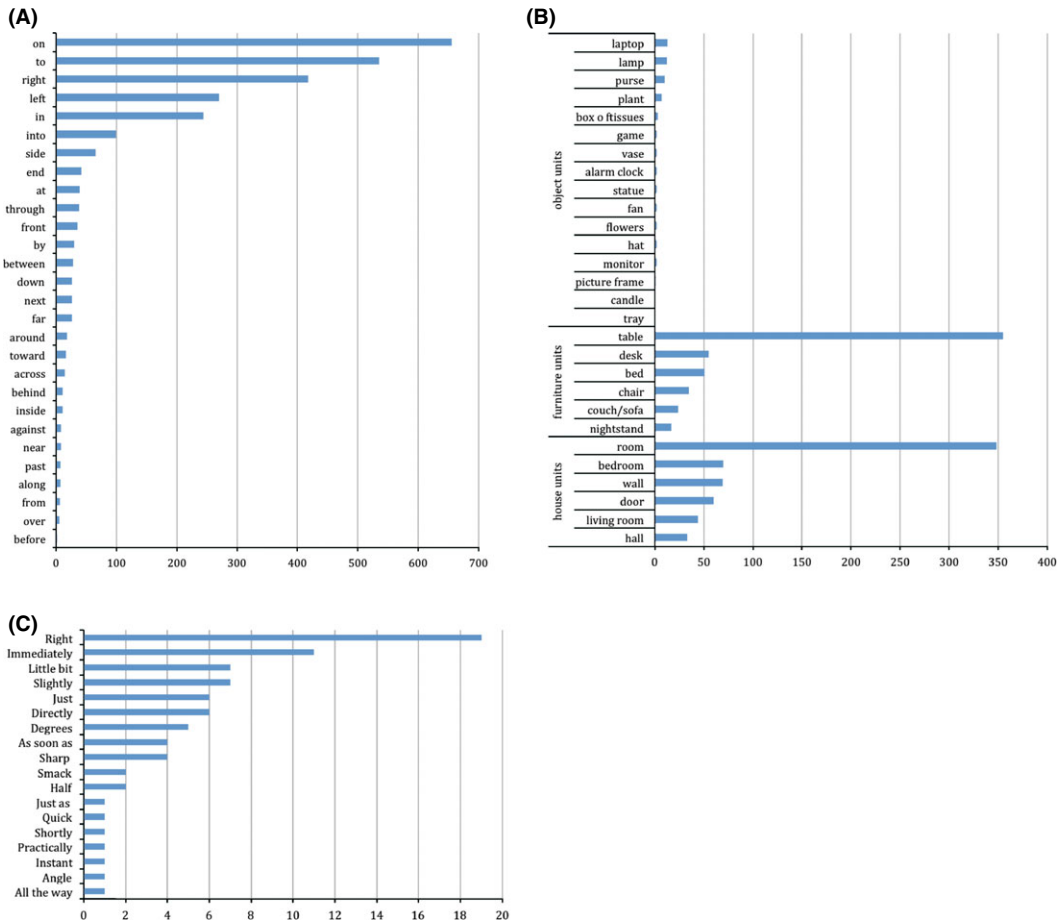 (A)
on
to
right
left
in
into
side
end
at
through
front
by
between
down
next
far
around
toward
across
behind
inside
against
near
past
along
from
over
before
0 100 200 300 400 500 600 700
(B)
object units
laptop
lamp
purse
plant
box o ftissues
game
vase
alarm clock
statue
fan
flowers
hat
monitor
picture frame
candle
tray
furniture units
table
desk
bed
chair
couch/sofa
nightstand
house units
room
bedroom
wall
door
living room
hall
0 50 100 150 200 250 300 350 400
(C)
Right
Immediately
Little bit
Slightly
Just
Directly
Degrees
As soon as
Sharp
Smack
Half
Just as
Quick
Shortly
Practically
Instant
Angle
All the way
0 2 4 6 8 10 12 14 16 18 20